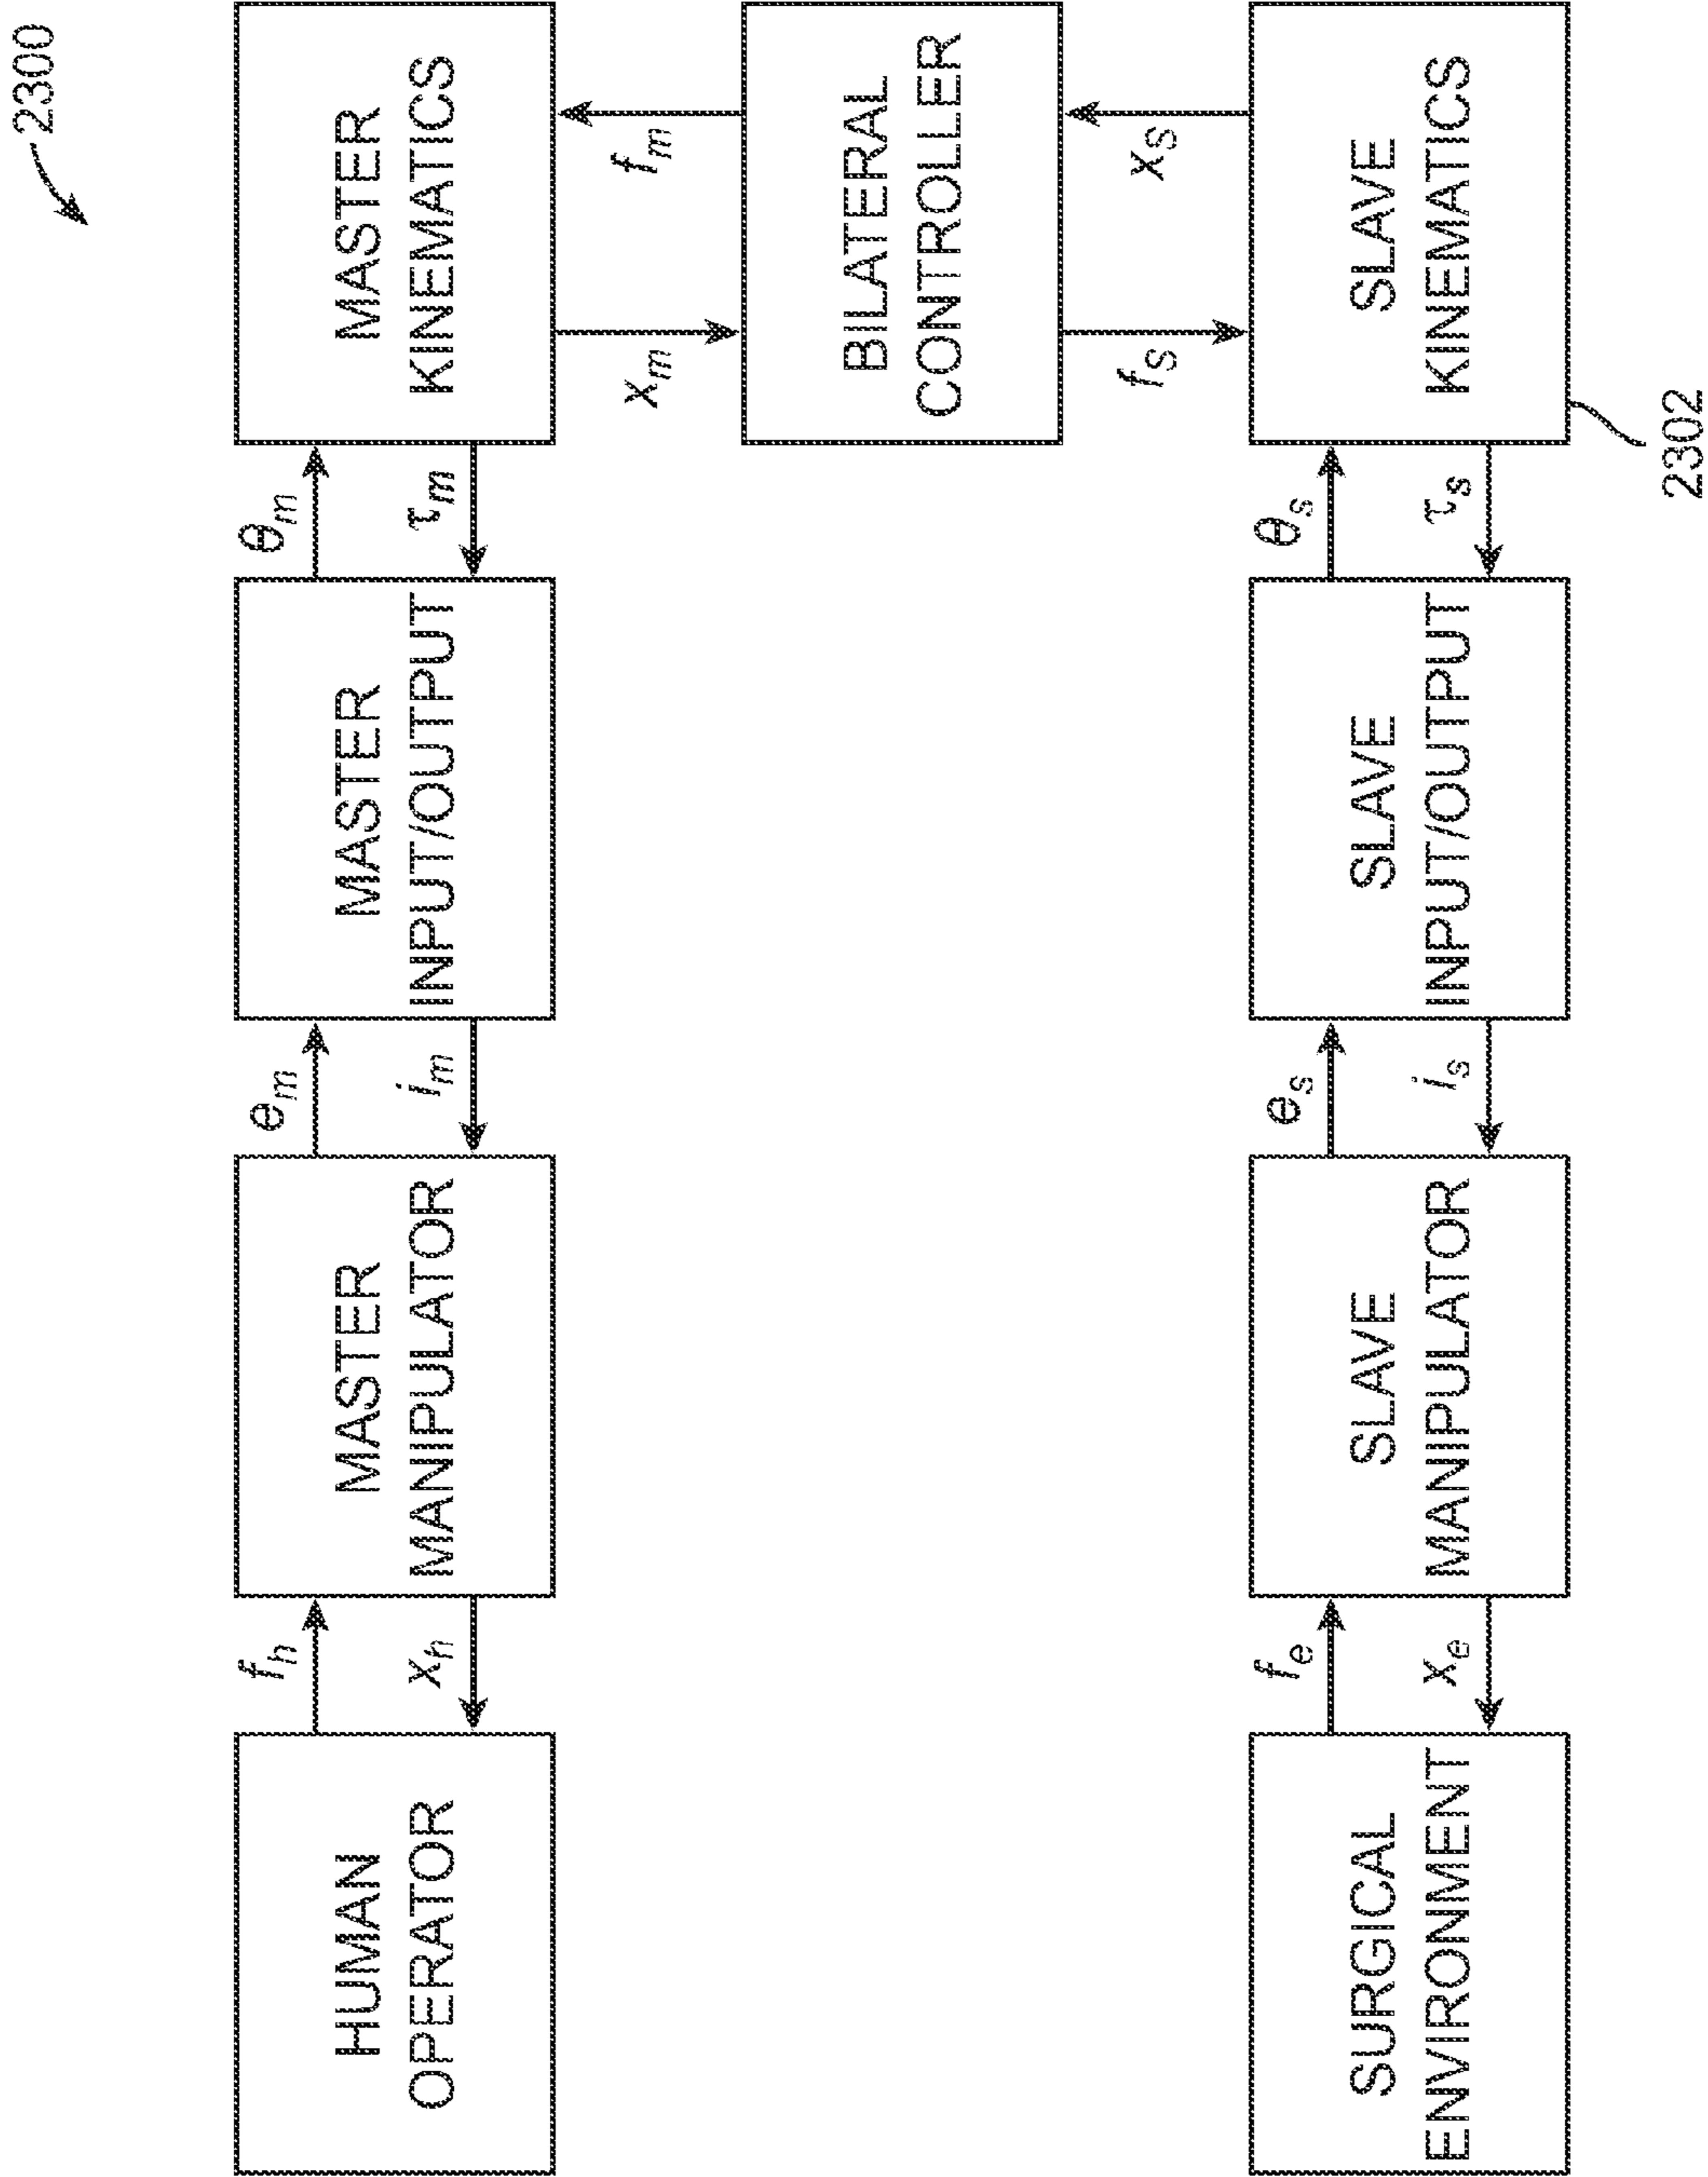 2300
HUMAN
OPERATOR
f_h
x_h
MASTER
MANIPULATOR
e_m
i_m
MASTER
INPUT/OUTPUT
θ_m
τ_m
MASTER
KINEMATICS
x_m
f_m
BILATERAL
CONTROLLER
f_s
x_s
SURGICAL
ENVIRONMENT
f_e
x_e
SLAVE
MANIPULATOR
e_s
i_s
SLAVE
INPUT/OUTPUT
θ_s
τ_s
SLAVE
KINEMATICS
2302